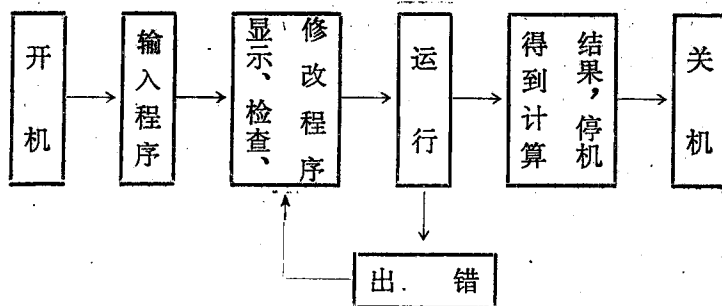 开机
输入程序
显示、检查、
修改程序
运行
得到计算
结果，停机
关机
出错